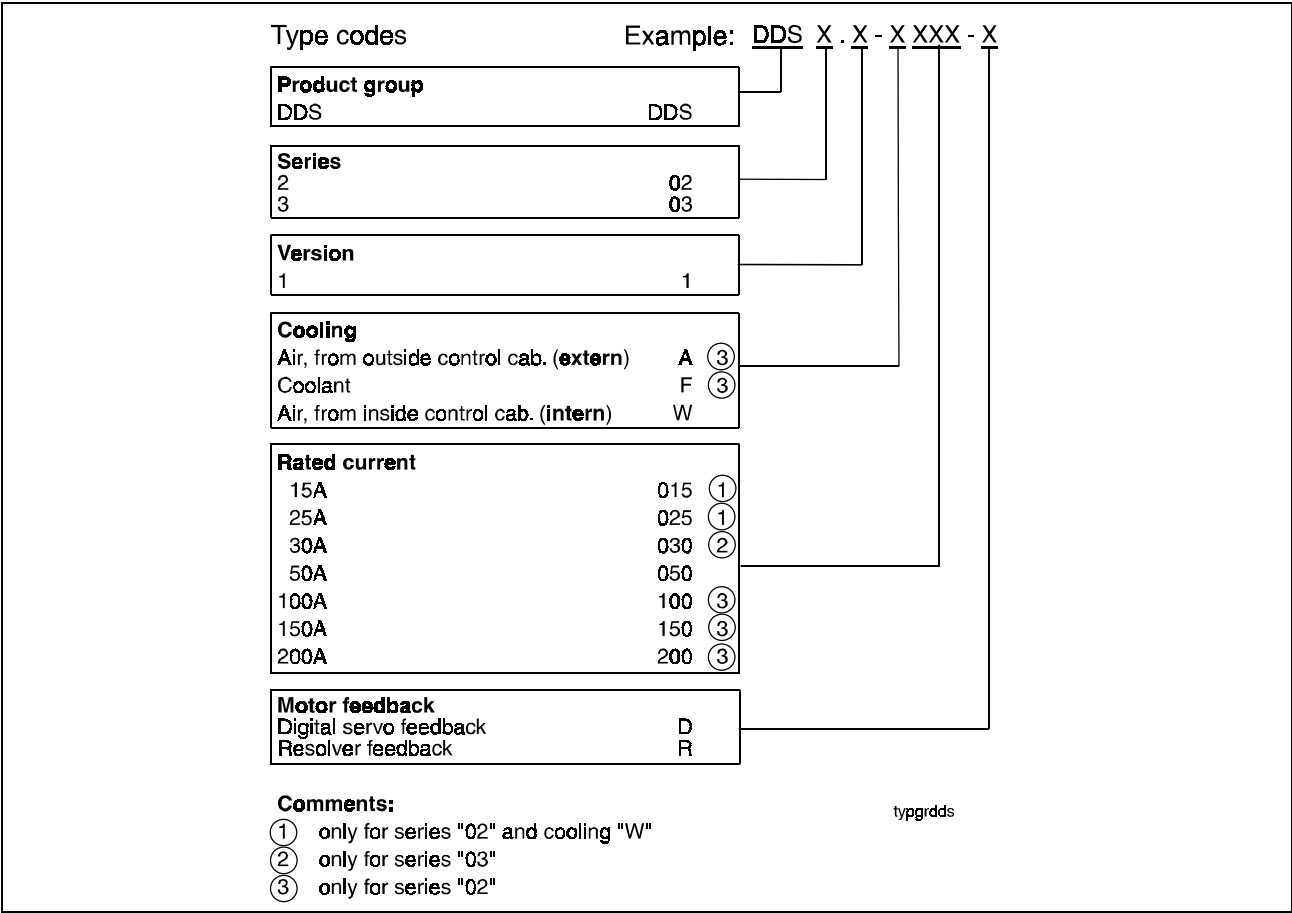 Type codes Example: DDS X . X - X XXX - X
Product group
DDS DDS
Series
2 02
3 03
Version
1 1
Cooling
Air, from outside control cab. (extern) A 3
Coolant F 3
Air, from inside control cab. (intern) W
Rated current
15A 015 1
25A 025 1
30A 030 2
50A 050
100A 100 3
150A 150 3
200A 200 3
Motor feedback
Digital servo feedback D
Resolver feedback R
Comments:
typgrdds
1 only for series "02" and cooling "W"
2 only for series "03"
3 only for series "02"